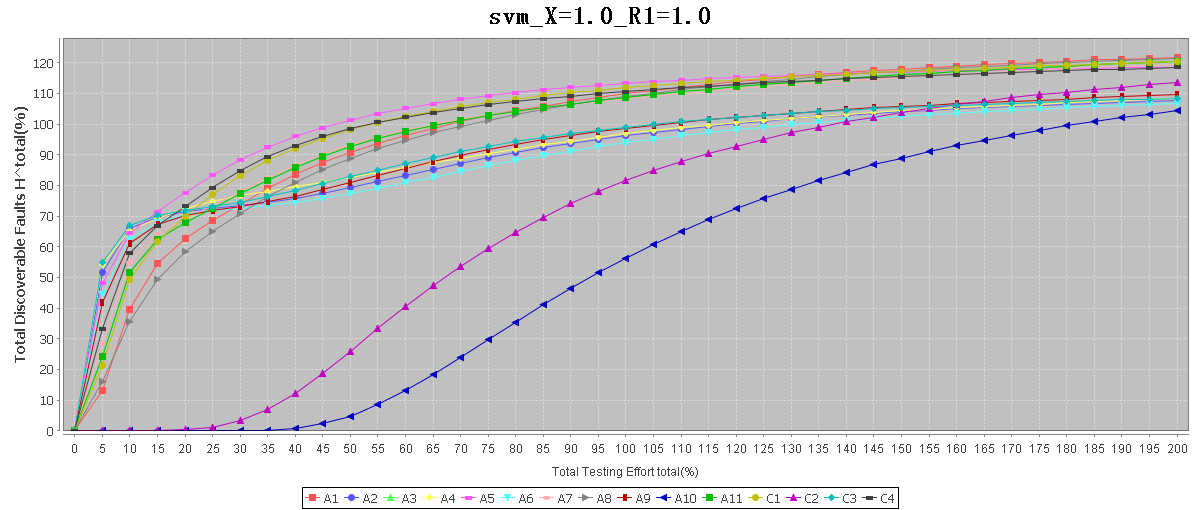 svm_X=1.0_R1=1.0
Total Discoverable Faults H^total(%)
120
110
100
90
80
70
60
50
40
30
20
10
0
0 5 10 15 20 25 30 35 40 45 50 55 60 65 70 75 80 85 90 95 100 105 110 115 120 125 130 135 140 145 150 155 160 165 170 175 180 185 190 195 200
Total Testing Effort total(%)
A1 A2 A3 A4 A5 A6 A7 A8 A9 A10 A11 C1 C2 C3 C4